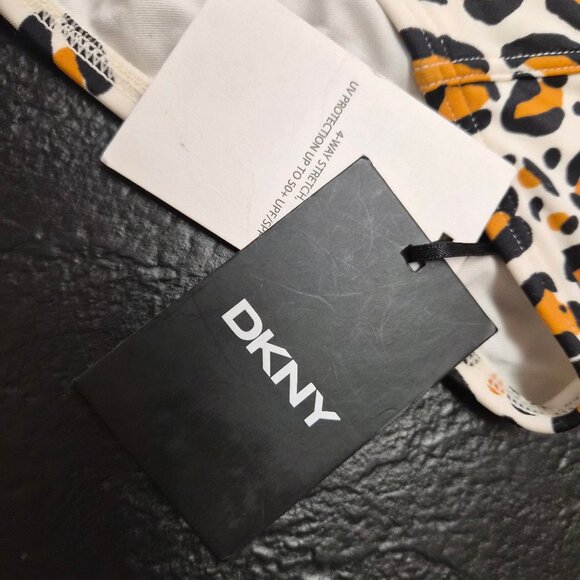 4-WAY STRETCH,
UV PROTECTION UP TO 50+ UPF/SPF
DKNY